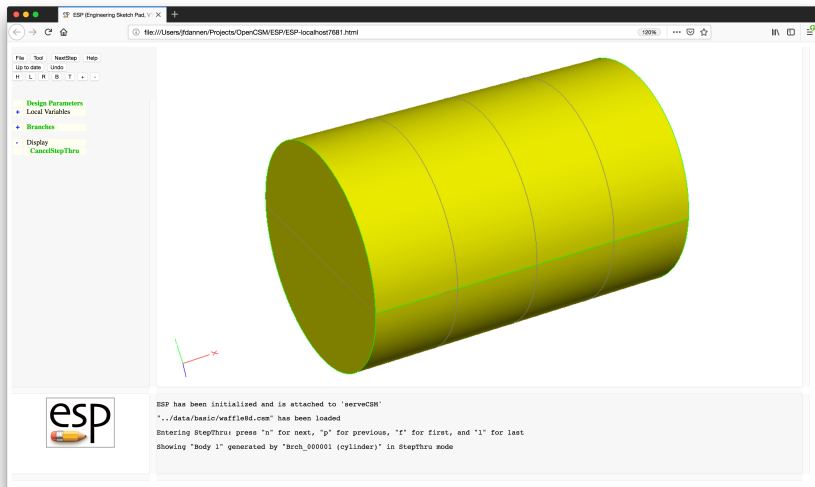 ESP (Engineering Sketch Pad, V
file:///Users/jfdannen/Projects/OpenCSM/ESP/ESP-localhost7681.html
120%
File Tool NextStep Help
Up to date Undo
H L R B T + -
Design Parameters
+ Local Variables
+ Branches
- Display
CancelStepThru
X
esp
ESP has been initialized and is attached to 'serveCSM'
"../data/basic/waffle8d.csm" has been loaded
Entering StepThru: press "n" for next, "p" for previous, "f" for first, and "l" for last
Showing "Body 1" generated by "Brch_000001 (cylinder)" in StepThru mode